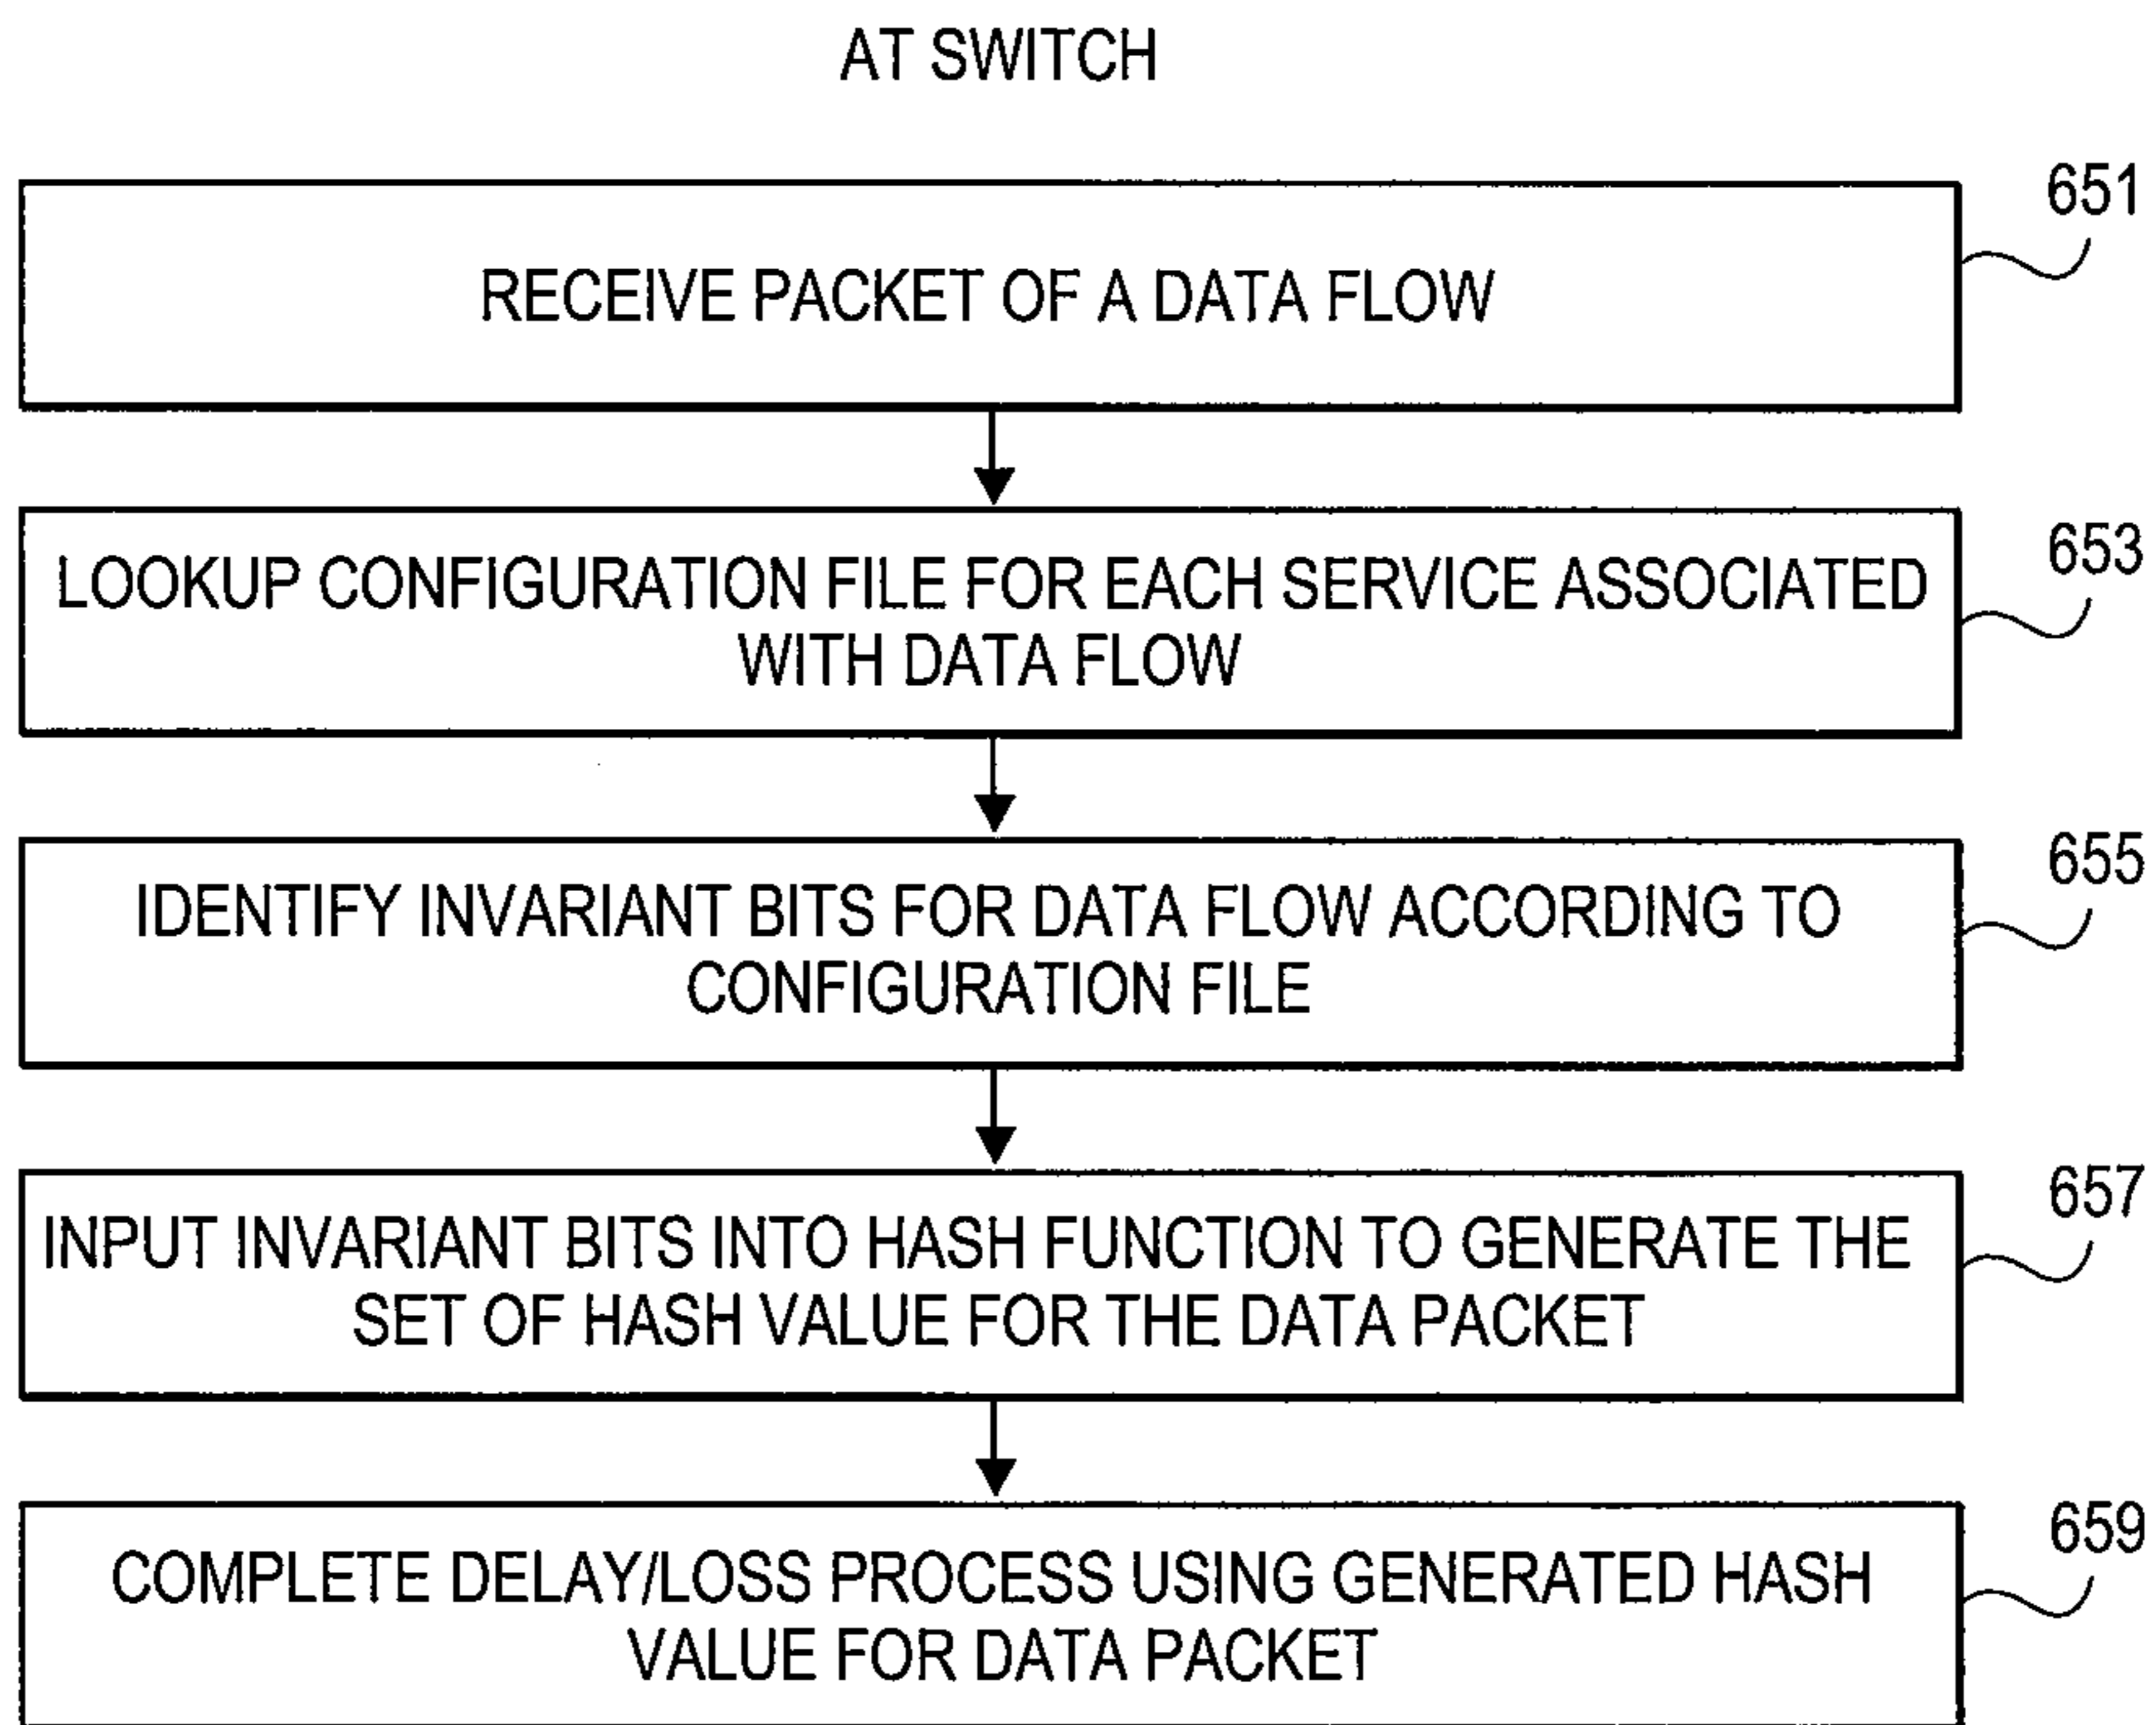 AT SWITCH
651
RECEIVE PACKET OF A DATA FLOW
653
LOOKUP CONFIGURATION FILE FOR EACH SERVICE ASSOCIATED
WITH DATA FLOW
655
IDENTIFY INVARIANT BITS FOR DATA FLOW ACCORDING TO
CONFIGURATION FILE
657
INPUT INVARIANT BITS INTO HASH FUNCTION TO GENERATE THE
SET OF HASH VALUE FOR THE DATA PACKET
659
COMPLETE DELAY/LOSS PROCESS USING GENERATED HASH
VALUE FOR DATA PACKET